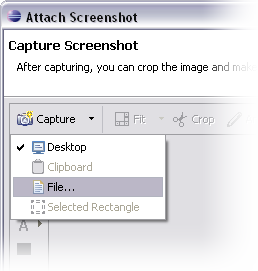 Attach Screenshot
Capture Screenshot
After capturing, you can crop the image and
Capture Fit Crop
Desktop
Clipboard
File...
Selected Rectangle
A